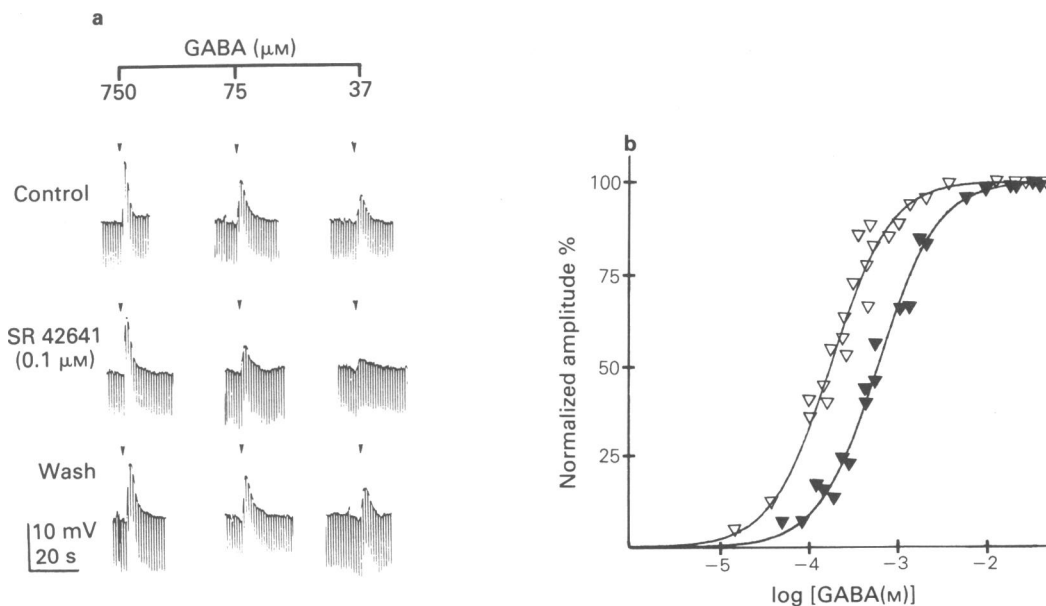 a
GABA (μM)
750 75 37
Control
SR 42641
(0.1 μM)
Wash
10 mV
20 s
b
Normalized amplitude %
100
75
50
25
−5 −4 −3 −2
log [GABA(M)]